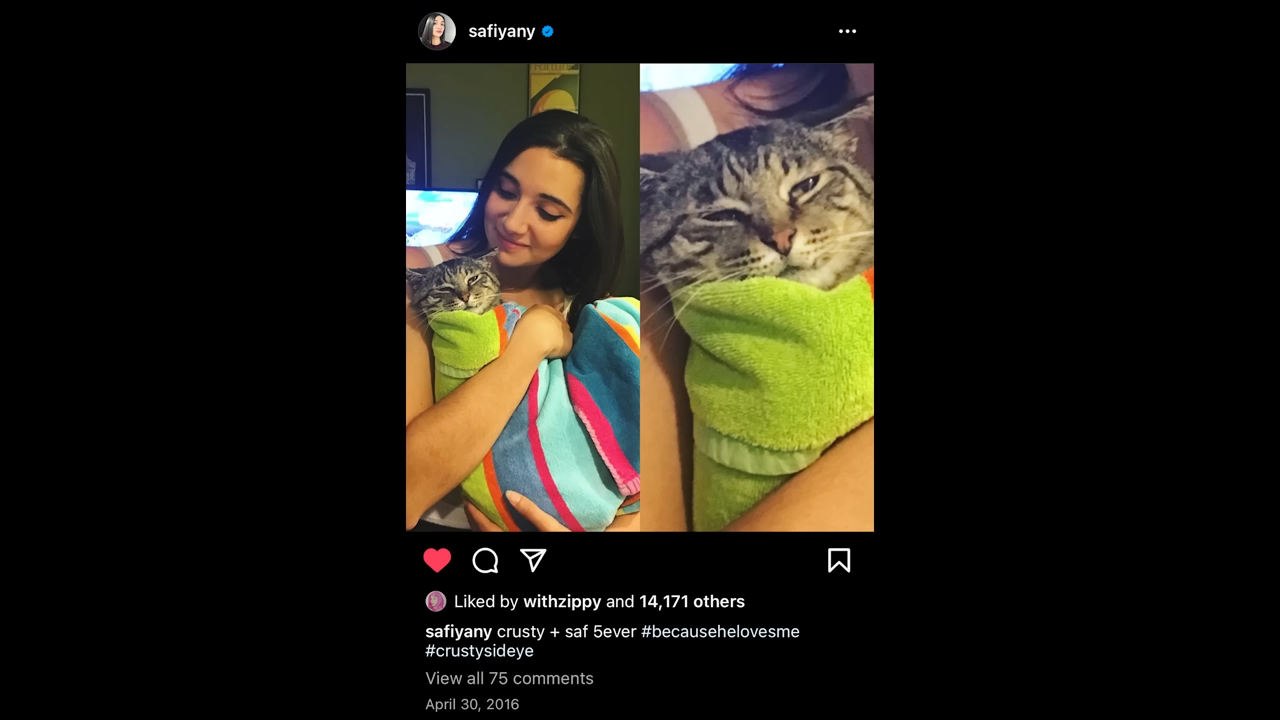 safiyany
Liked by withzippy and 14,171 others
safiyany crusty + saf 5ever #becausehelovesme
#crustysideye
View all 75 comments
April 30, 2016